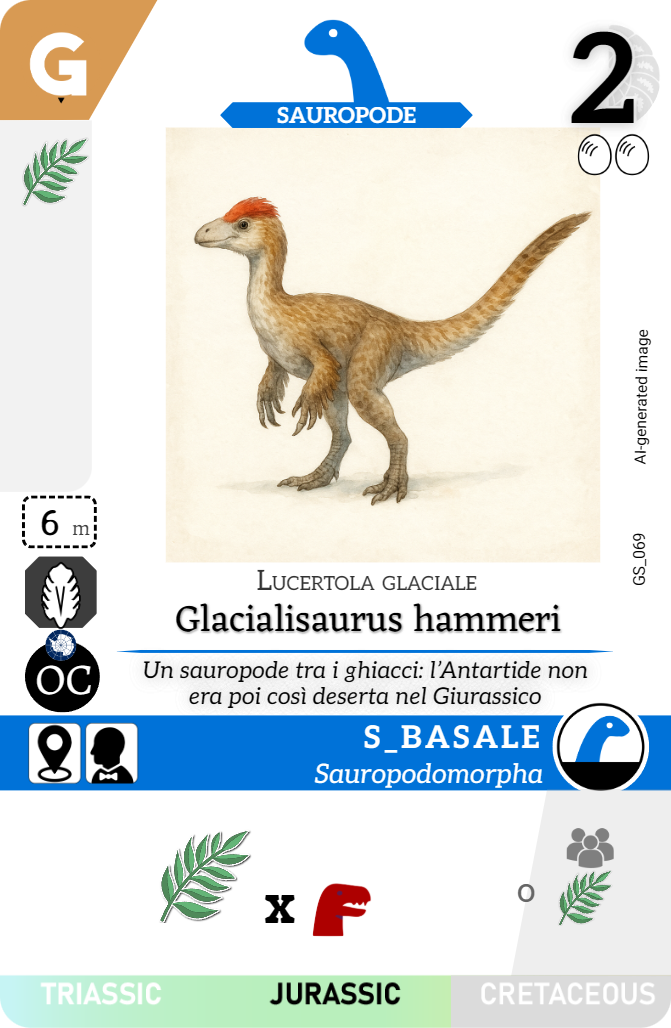 G
SAUROPODE
2
AI-generated image
GS_069
6 m
OC
Lucertola glaciale
Glacialisaurus hammeri
Un sauropode tra i ghiacci: l'Antartide non
era poi così deserta nel Giurassico
S_BASALE
Sauropodomorpha
x
o
TRIASSIC JURASSIC CRETACEOUS